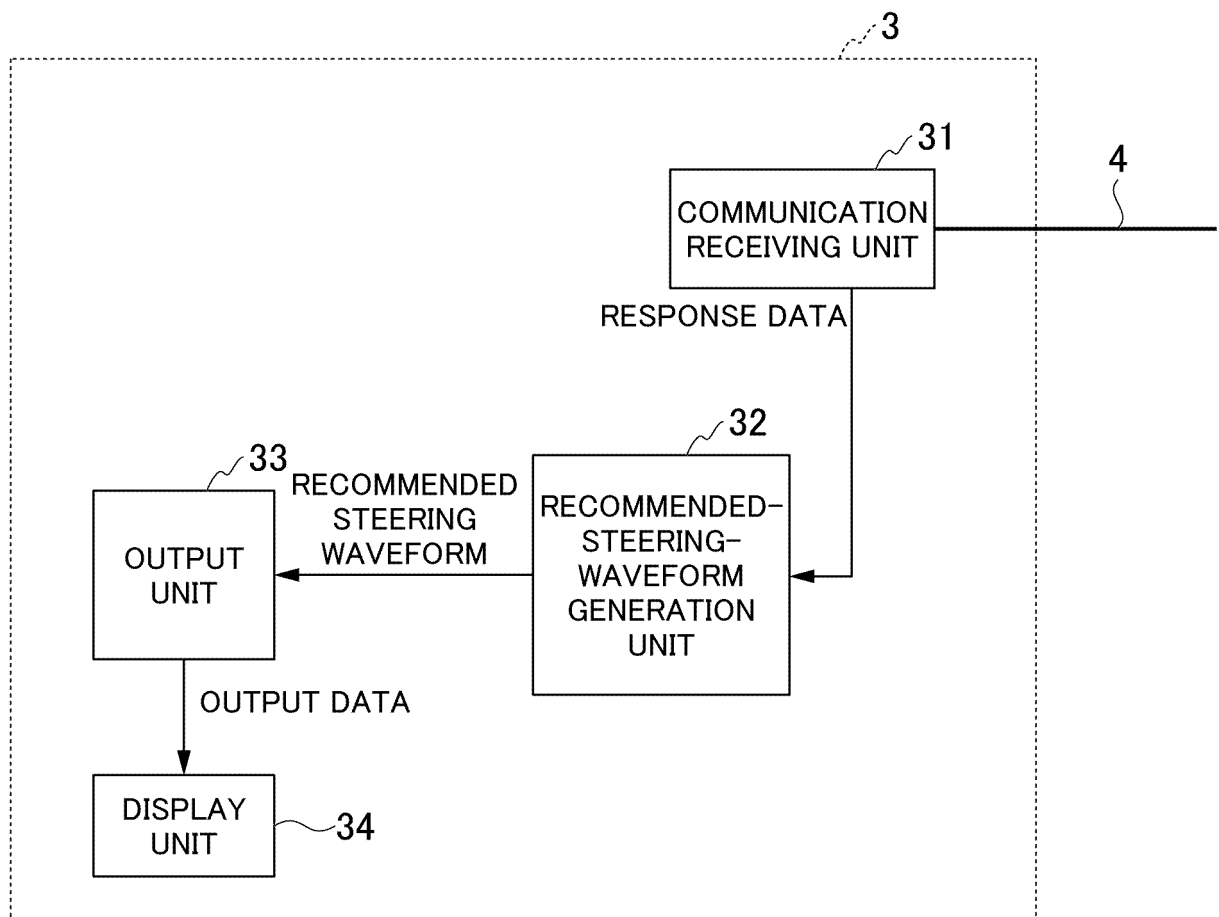 3
31
4
COMMUNICATION
RECEIVING UNIT
RESPONSE DATA
32
33
RECOMMENDED
STEERING
WAVEFORM
RECOMMENDED-
STEERING-
WAVEFORM
GENERATION
UNIT
OUTPUT
UNIT
OUTPUT DATA
DISPLAY
UNIT
34